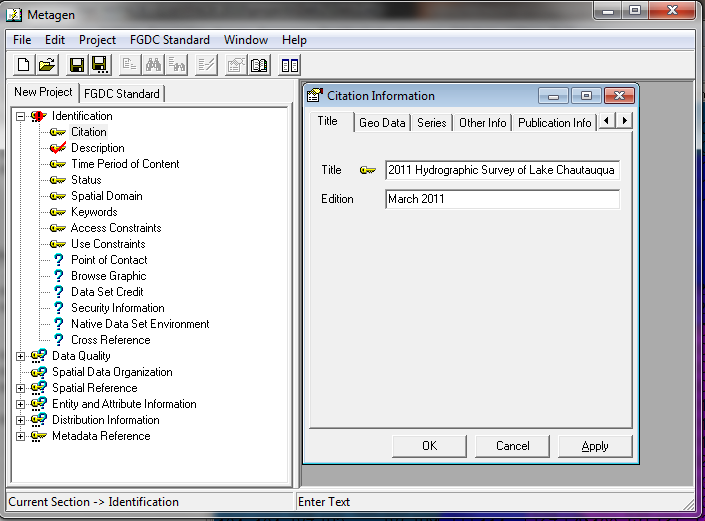 Metagen
File Edit Project FGDC Standard Window Help
New Project FGDC Standard
Identification
Citation
Description
Time Period of Content
Status
Spatial Domain
Keywords
Access Constraints
Use Constraints
Point of Contact
Browse Graphic
Data Set Credit
Security Information
Native Data Set Environment
Cross Reference
Data Quality
Spatial Data Organization
Spatial Reference
Entity and Attribute Information
Distribution Information
Metadata Reference
Citation Information
Title Geo Data Series Other Info Publication Info
Title 2011 Hydrographic Survey of Lake Chautauqua
Edition March 2011
OK Cancel Apply
Current Section -> Identification Enter Text